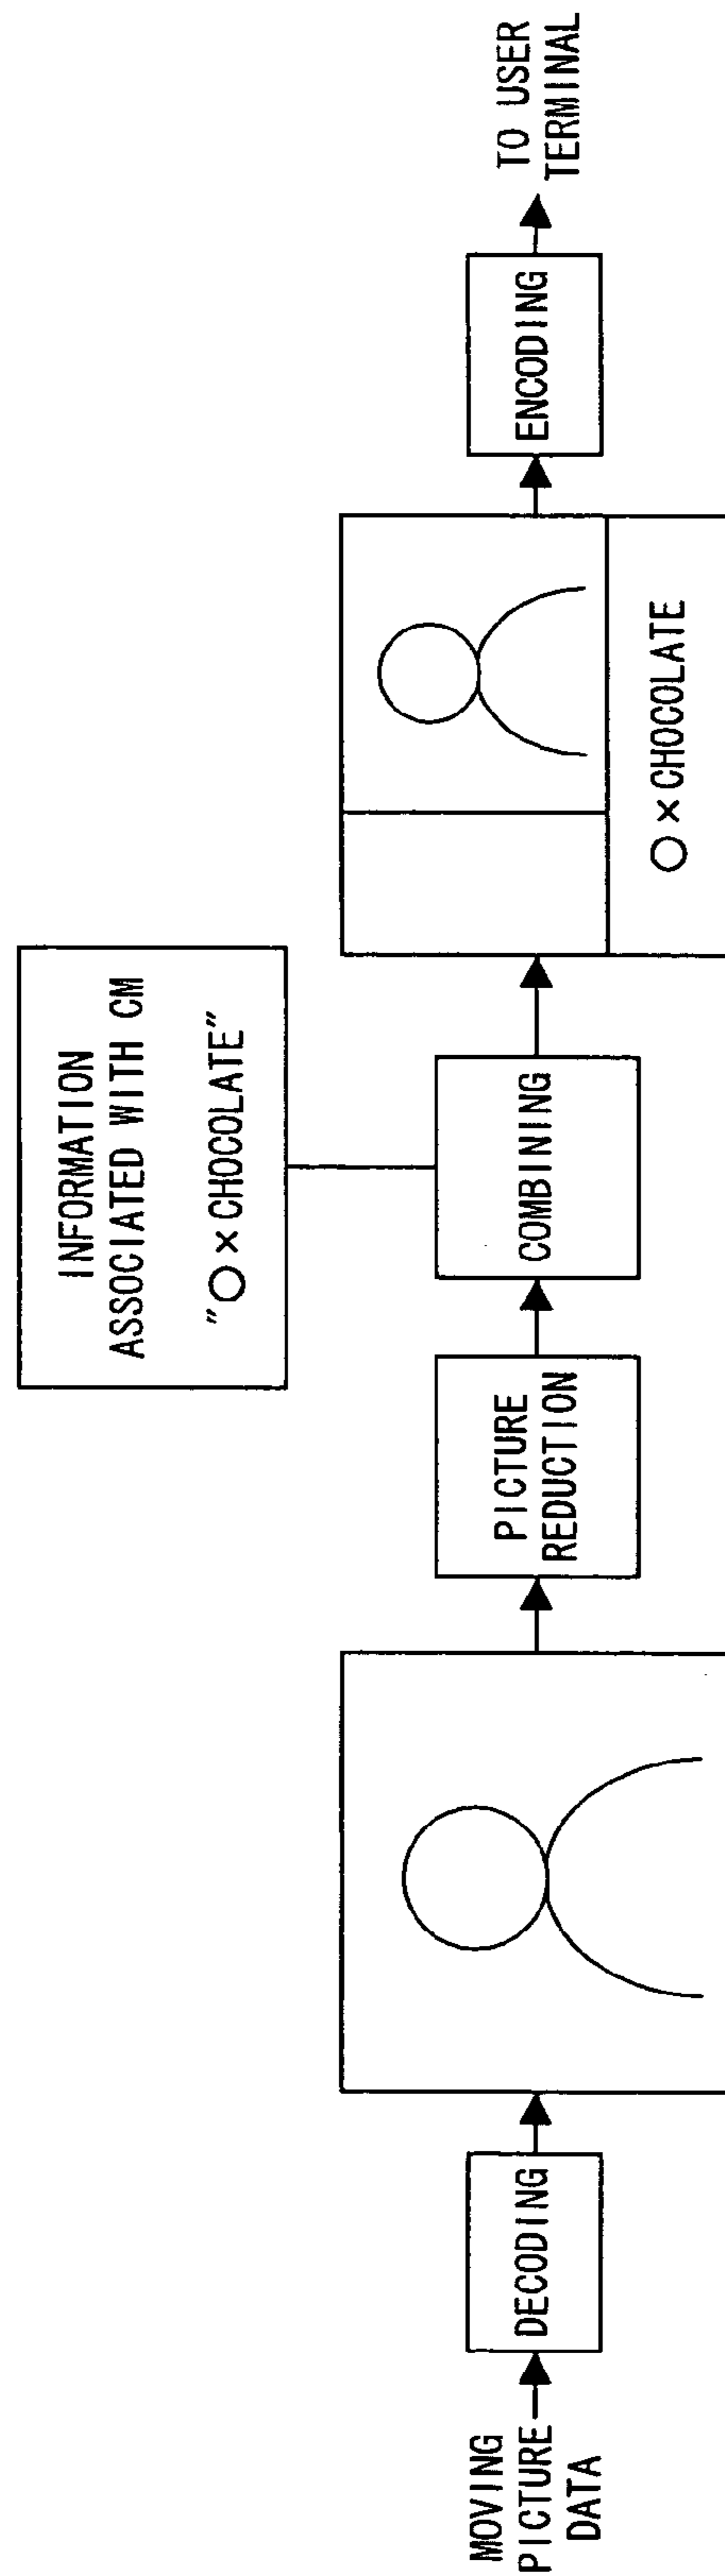 MOVING
PICTURE
DATA
DECODING
PICTURE
REDUCTION
INFORMATION
ASSOCIATED WITH CM
"○×CHOCOLATE"
COMBINING
○×CHOCOLATE
ENCODING
TO USER
TERMINAL